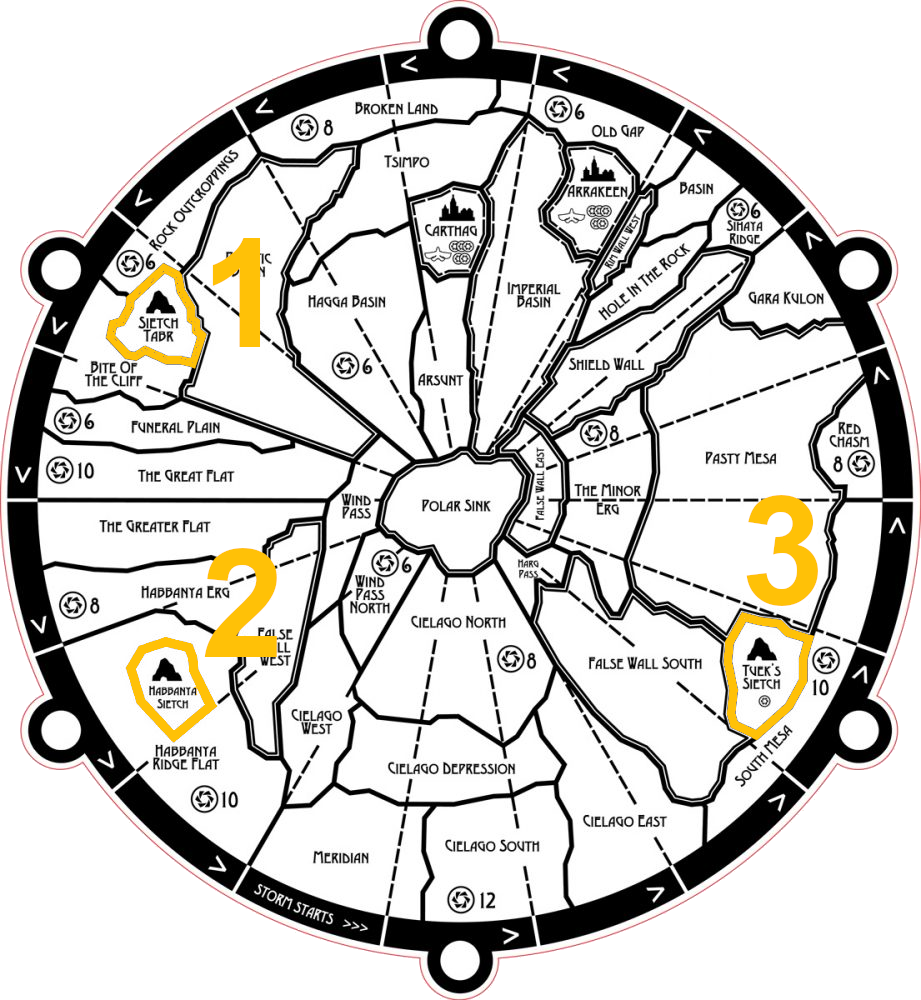 BROKEN LAND
8
6
OLD GAP
TSIMPO
ROCK OUTCROPPINGS
6
ARRAKEEN
BASIN
6
SIHAYA
RIDGE
CARTHAG
RIM WALL WEST
HOLE IN THE ROCK
1
IMPERIAL
BASIN
GARA KULON
HAGGA BASIN
SIETCH
TABR
6
ARSUNT
SHIELD WALL
BITE OF
THE CLIFF
6
FUNERAL PLAIN
8
RED
CHASM
8
10
THE GREAT FLAT
PASTY MESA
FALSE WALL EAST
THE MINOR
ERG
WIND
PASS
POLAR SINK
THE GREATER FLAT
3
HARG
PASS
6
WIND
PASS
NORTH
8
HABBANYA ERG
2
CIELAGO NORTH
8
FALSE
WEST
FALSE WALL SOUTH
TUEK'S
SIETCH
10
HABBANYA
SIETCH
CIELAGO
WEST
SOUTH MESA
HABBANYA
RIDGE FLAT
10
CIELAGO DEPRESSION
CIELAGO EAST
MERIDIAN
CIELAGO SOUTH
12
STORM STARTS >>>